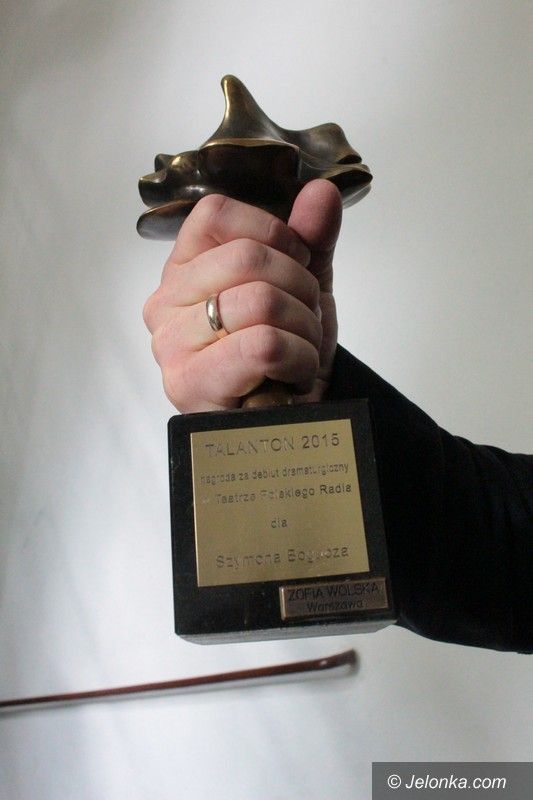 TALANTON 2015
nagroda za debiut dramaturgiczny
w Teatrze Polskiego Radia
dla
Szymona Bogacza
ZOFIA WOLSKA
Warszawa
© Jelonka.com